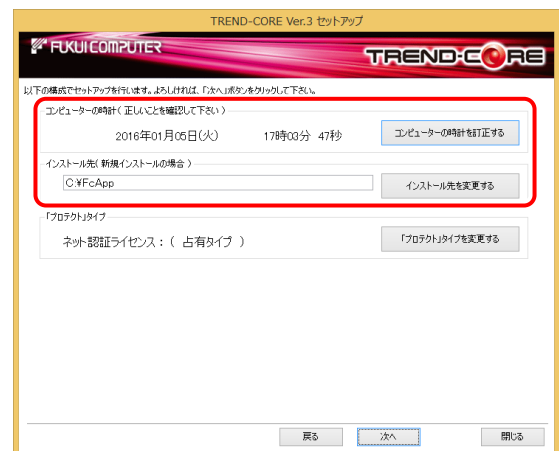 TREND-CORE Ver.3 セットアップ
FUKUI COMPUTER
TREND-CORE
以下の構成でセットアップを行います。よろしければ、「次へ」ボタンをクリックして下さい。
コンピューターの時計（正しいことを確認して下さい）
2016年01月05日(火) 17時03分 47秒
コンピューターの時計を訂正する
インストール先（新規インストールの場合）
C:¥FcApp
インストール先を変更する
「プロテクト」タイプ
ネット認証ライセンス：（ 占有タイプ ）
「プロテクト」タイプを変更する
戻る
次へ
閉じる